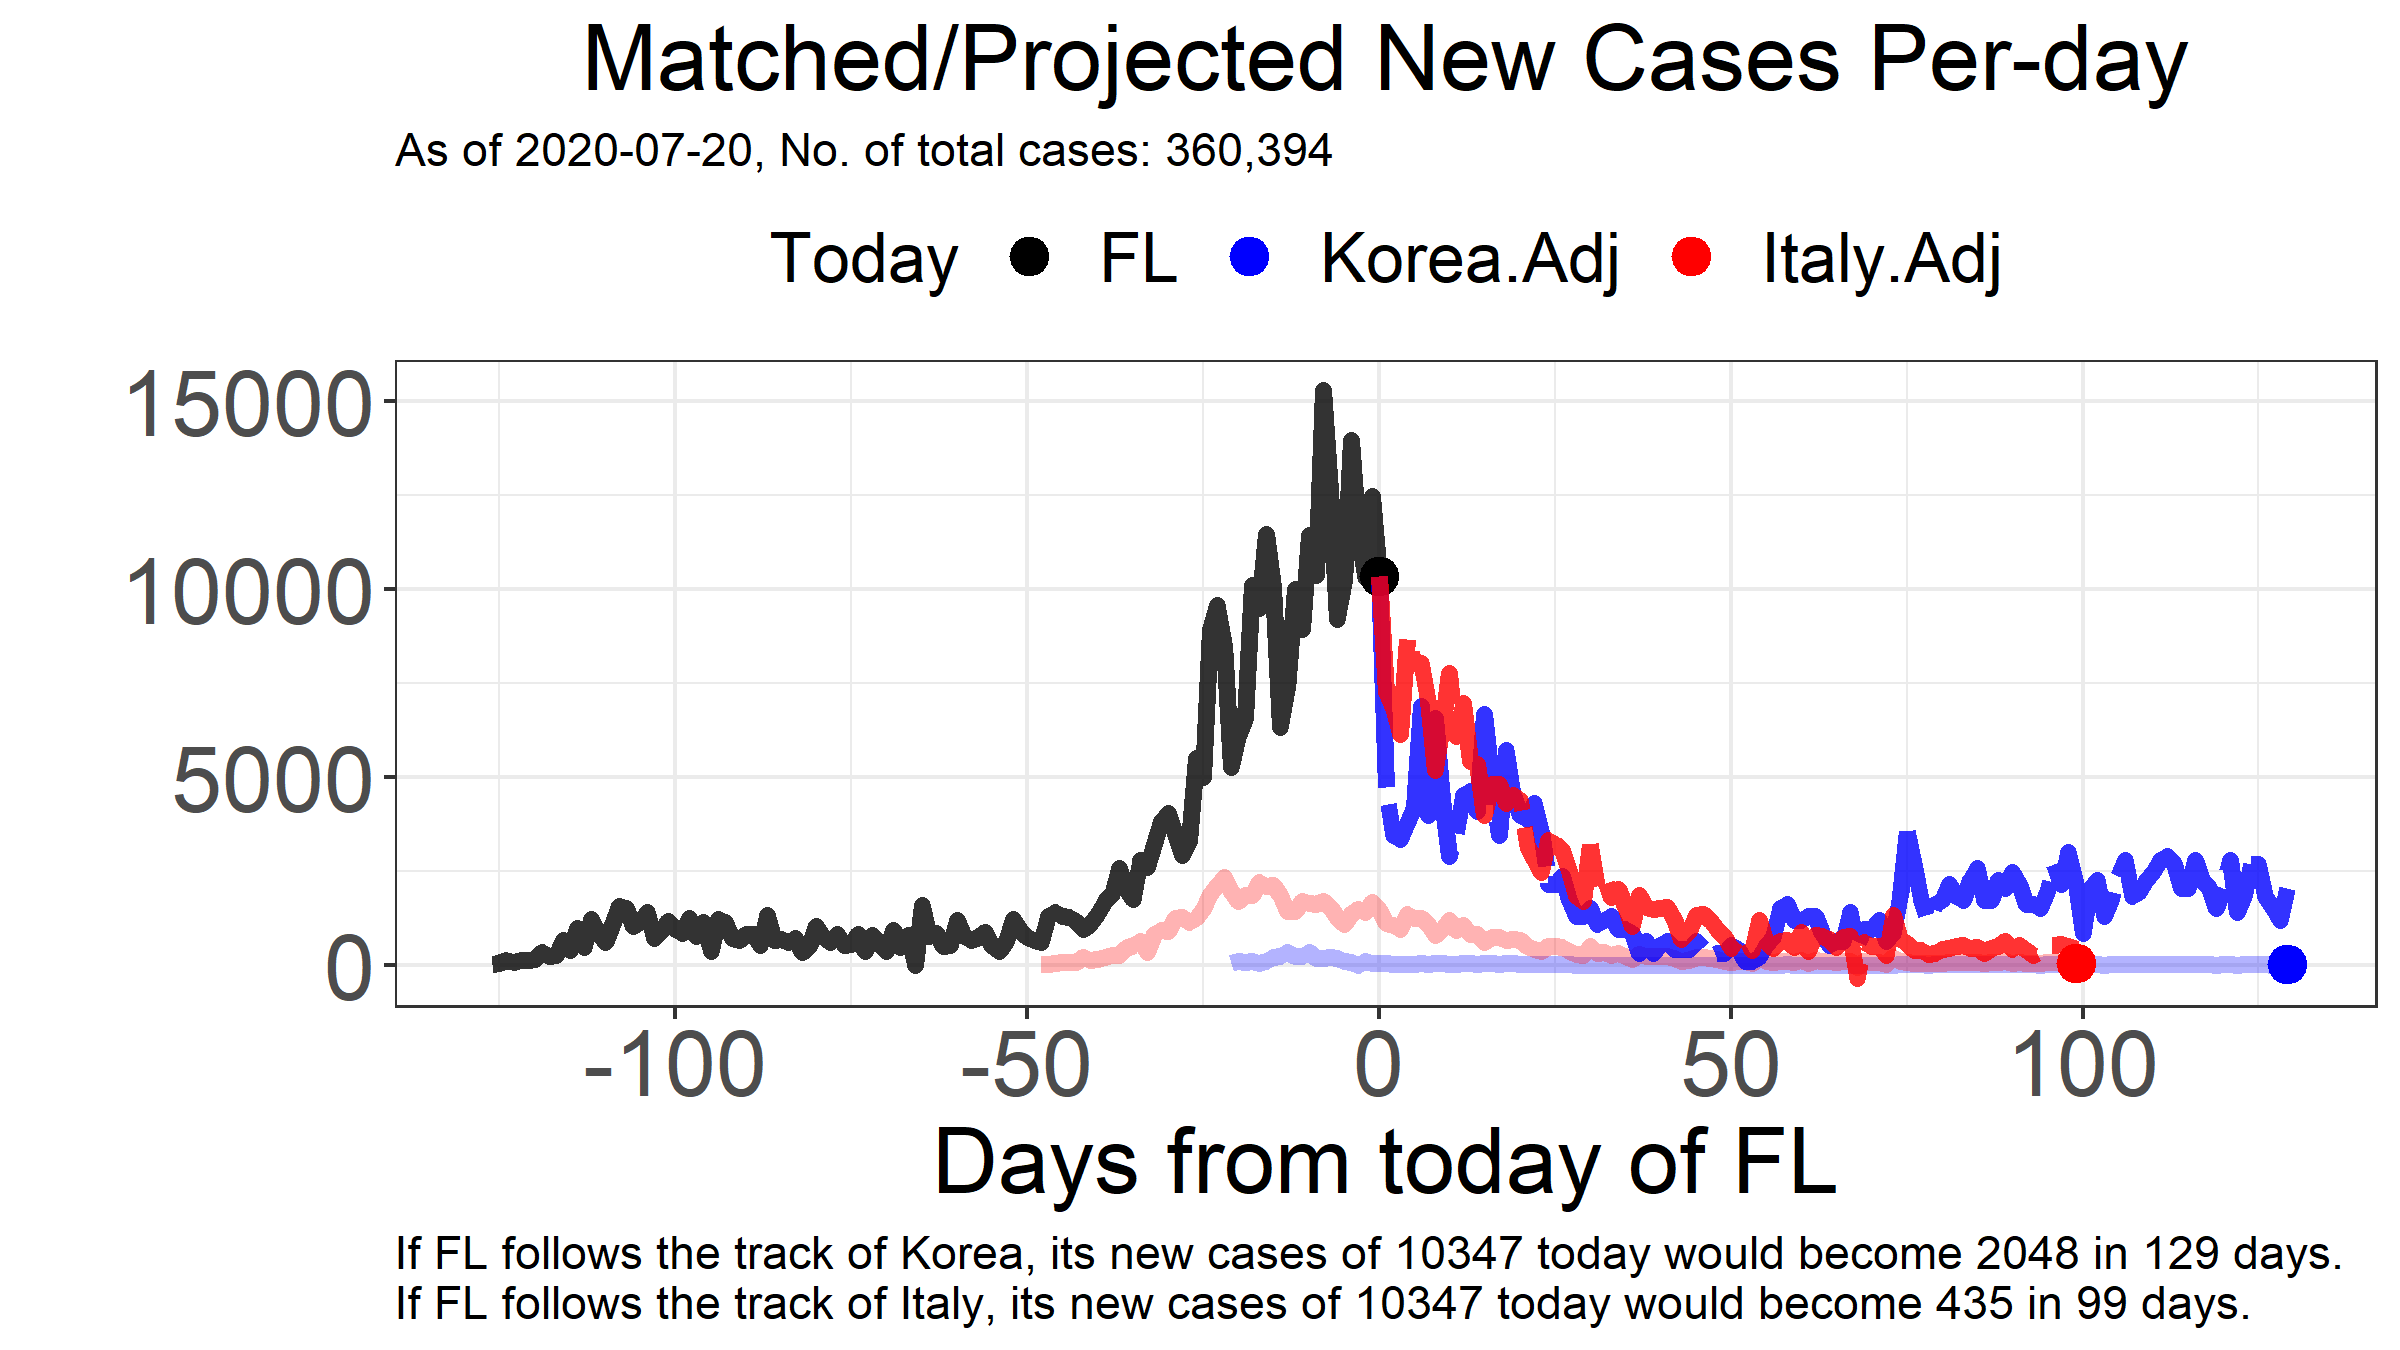 Matched/Projected New Cases Per-day
As of 2020-07-20, No. of total cases: 360,394
Today FL Korea.Adj Italy.Adj
15000
10000
5000
0
-100 -50 0 50 100
Days from today of FL
If FL follows the track of Korea, its new cases of 10347 today would become 2048 in 129 days.
If FL follows the track of Italy, its new cases of 10347 today would become 435 in 99 days.